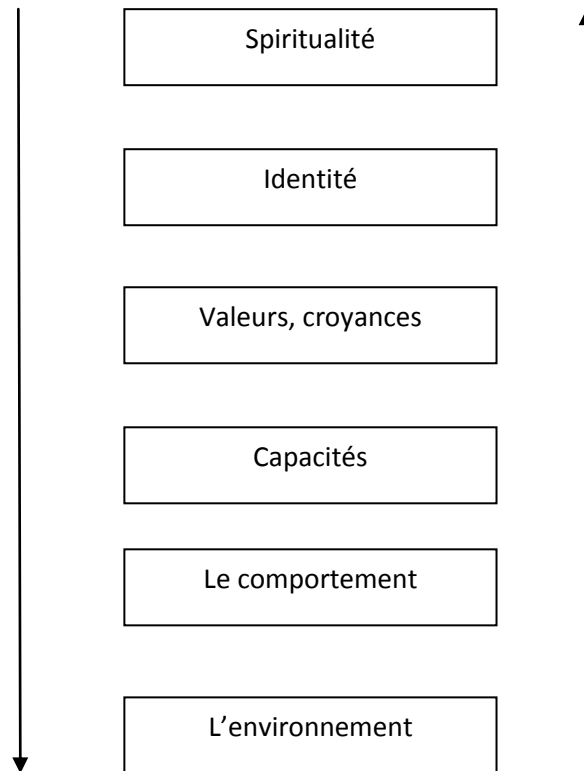 Spiritualité
Identité
Valeurs, croyances
Capacités
Le comportement
L’environnement